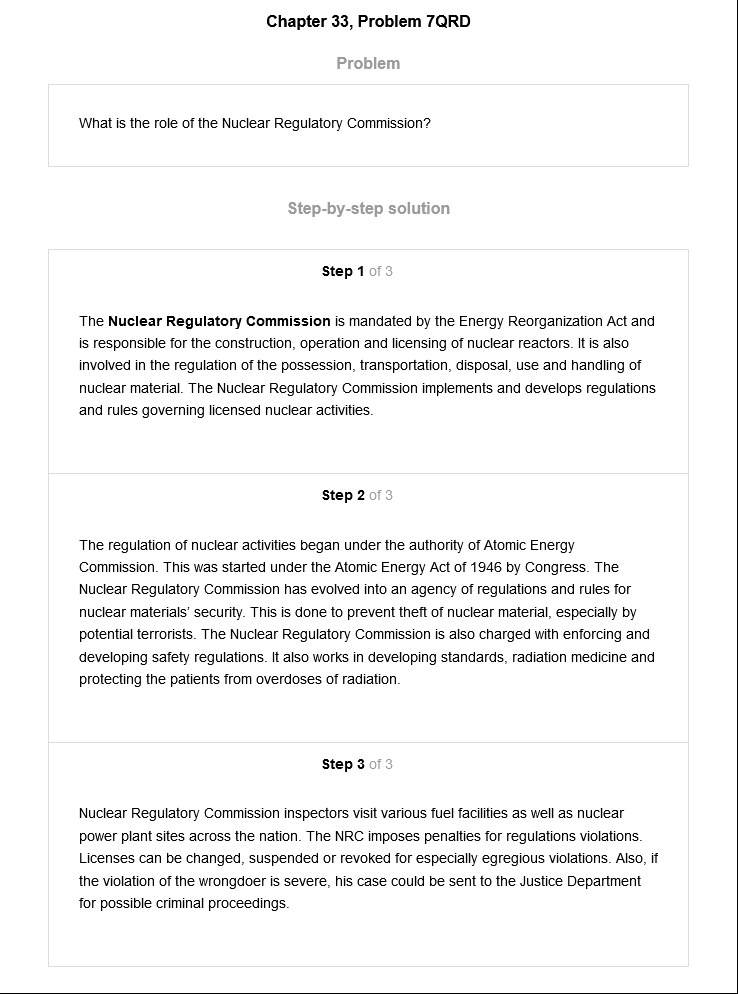 Chapter 33, Problem 7QRD
Problem
What is the role of the Nuclear Regulatory Commission?
Step-by-step solution
Step 1 of 3
The Nuclear Regulatory Commission is mandated by the Energy Reorganization Act and
is responsible for the construction, operation and licensing of nuclear reactors. It is also
involved in the regulation of the possession, transportation, disposal, use and handling of
nuclear material. The Nuclear Regulatory Commission implements and develops regulations
and rules governing licensed nuclear activities.
Step 2 of 3
The regulation of nuclear activities began under the authority of Atomic Energy
Commission. This was started under the Atomic Energy Act of 1946 by Congress. The
Nuclear Regulatory Commission has evolved into an agency of regulations and rules for
nuclear materials' security. This is done to prevent theft of nuclear material, especially by
potential terrorists. The Nuclear Regulatory Commission is also charged with enforcing and
developing safety regulations. It also works in developing standards, radiation medicine and
protecting the patients from overdoses of radiation.
Step 3 of 3
Nuclear Regulatory Commission inspectors visit various fuel facilities as well as nuclear
power plant sites across the nation. The NRC imposes penalties for regulations violations.
Licenses can be changed, suspended or revoked for especially egregious violations. Also, if
the violation of the wrongdoer is severe, his case could be sent to the Justice Department
for possible criminal proceedings.